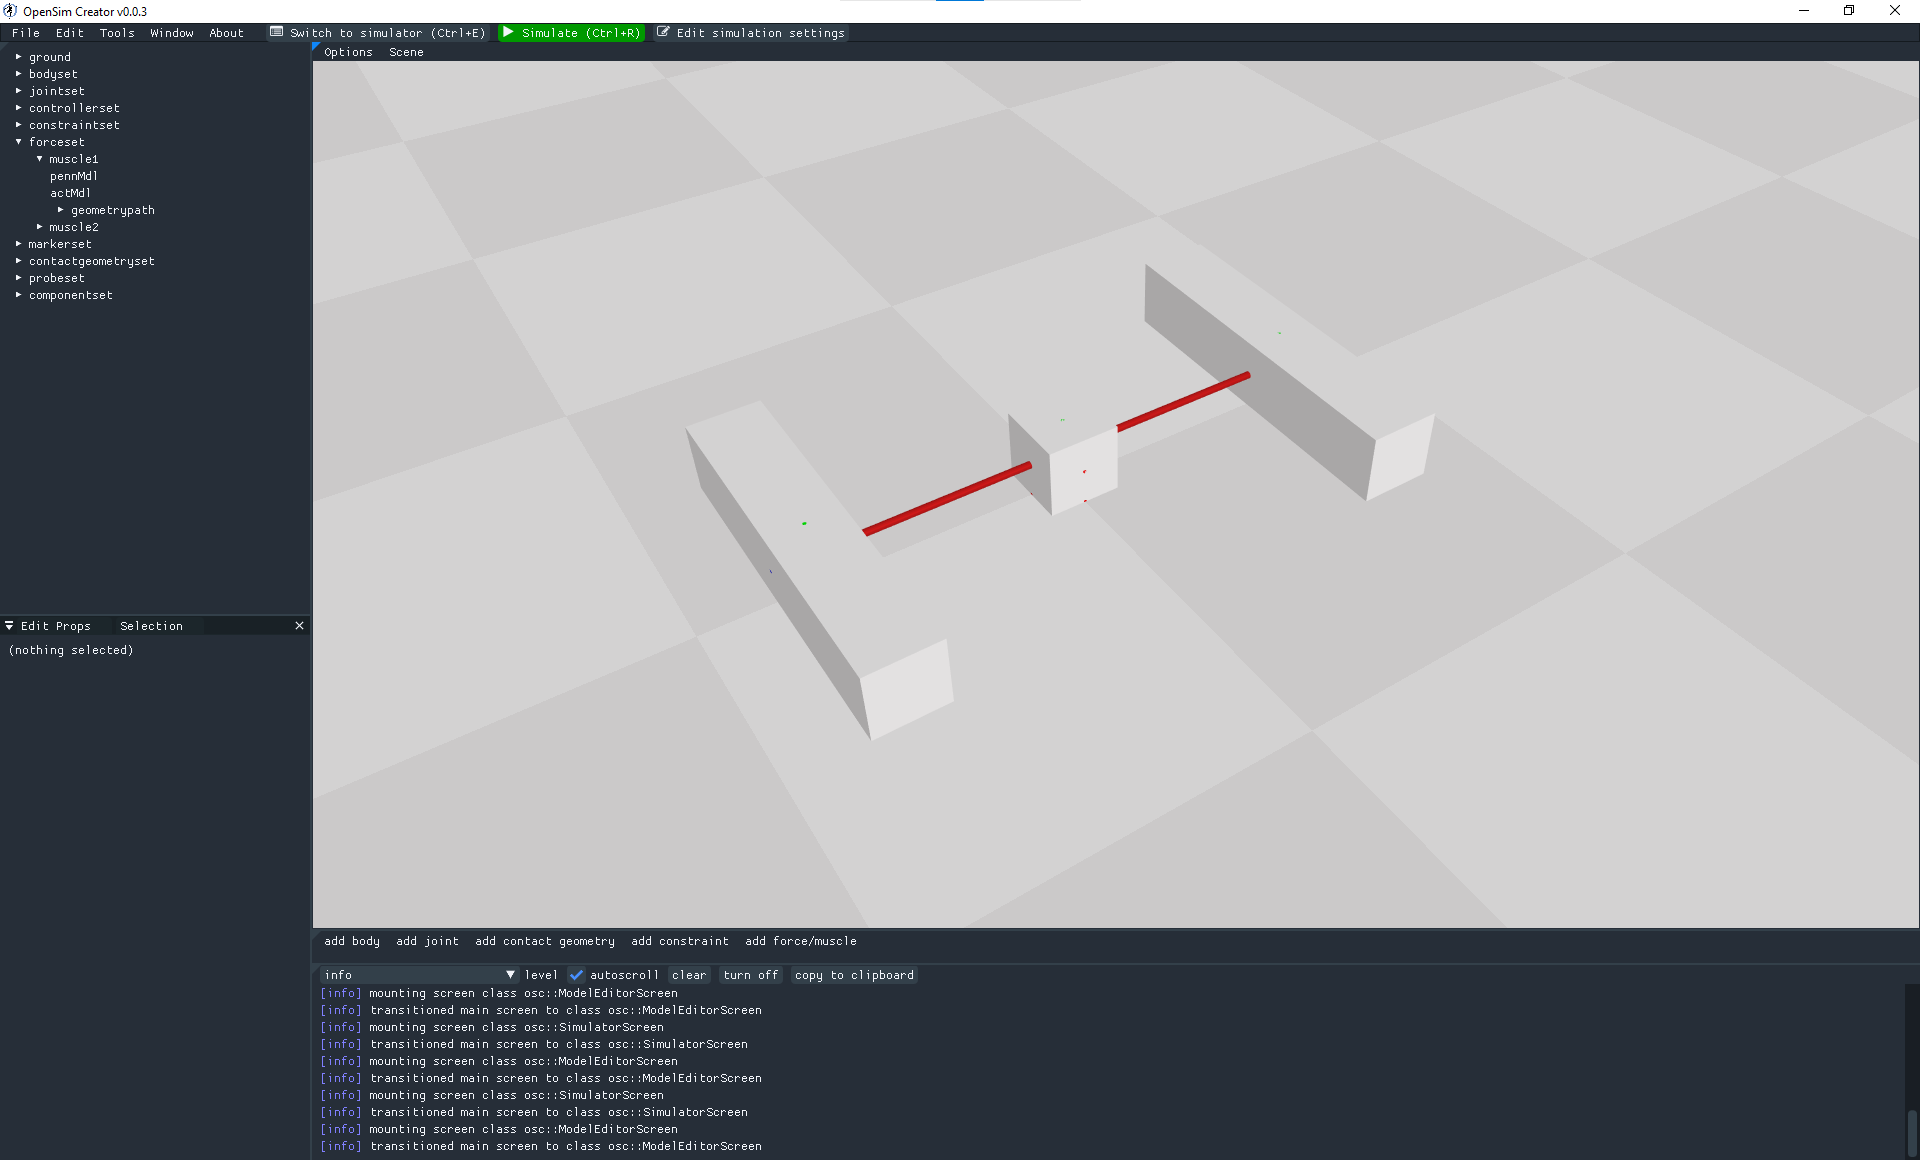 OpenSim Creator v0.0.3
File Edit Tools Window About Switch to simulator (Ctrl+E) Simulate (Ctrl+R) Edit simulation settings
Options Scene
ground
bodyset
jointset
controllerset
constraintset
forceset
muscle1
pennMdl
actMdl
geometrypath
muscle2
markerset
contactgeometryset
probeset
componentset
Edit Props Selection
(nothing selected)
add body add joint add contact geometry add constraint add force/muscle
info level autoscroll clear turn off copy to clipboard
[info] mounting screen class osc::ModelEditorScreen
[info] transitioned main screen to class osc::ModelEditorScreen
[info] mounting screen class osc::SimulatorScreen
[info] transitioned main screen to class osc::SimulatorScreen
[info] mounting screen class osc::ModelEditorScreen
[info] transitioned main screen to class osc::ModelEditorScreen
[info] mounting screen class osc::SimulatorScreen
[info] transitioned main screen to class osc::SimulatorScreen
[info] mounting screen class osc::ModelEditorScreen
[info] transitioned main screen to class osc::ModelEditorScreen